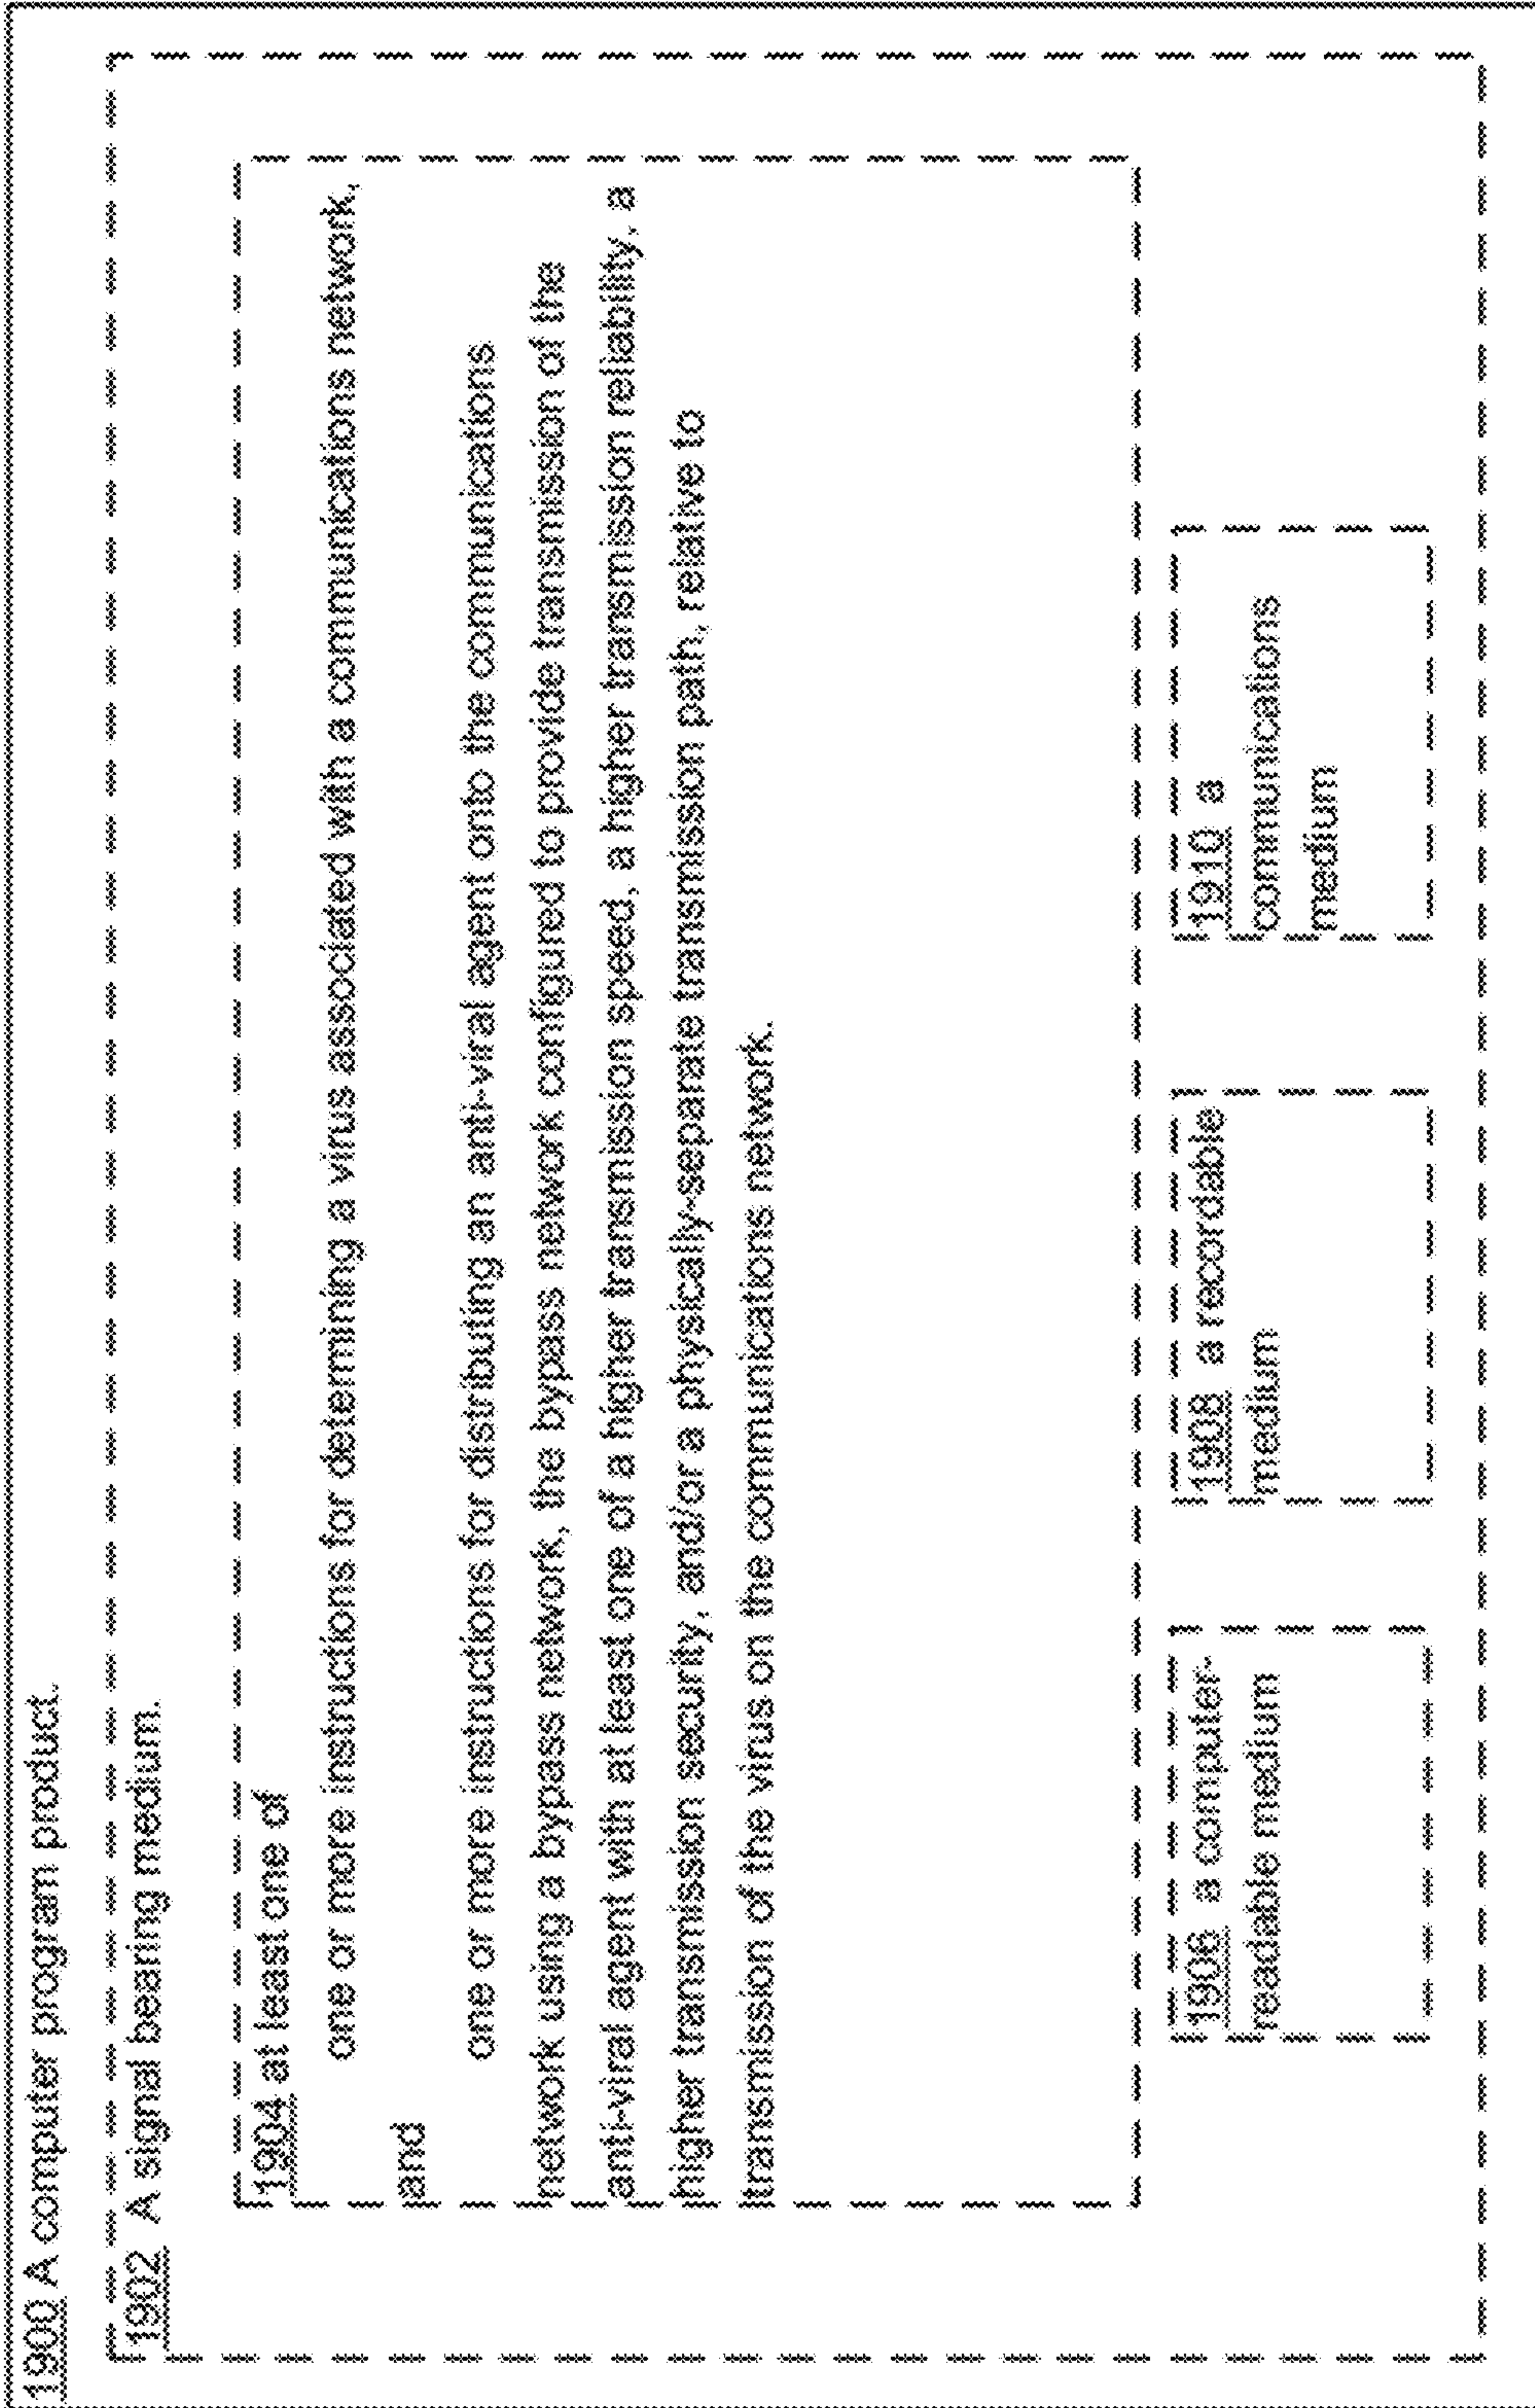 1900 A computer program product.
1902 A signal bearing medium.
1904 at least one of
one or more instructions for determining a virus associated with a communications network,
and
one or more instructions for distributing an anti-viral agent onto the communications
network using a bypass network, the bypass network configured to provide transmission of the
anti-viral agent with at least one of a higher transmission speed, a higher transmission reliability, a
higher transmission security, and/or a physically-separate transmission path, relative to
transmission of the virus on the communications network.
1906 a computer-
readable medium
1908 a recordable
medium
1910 a
communications
medium